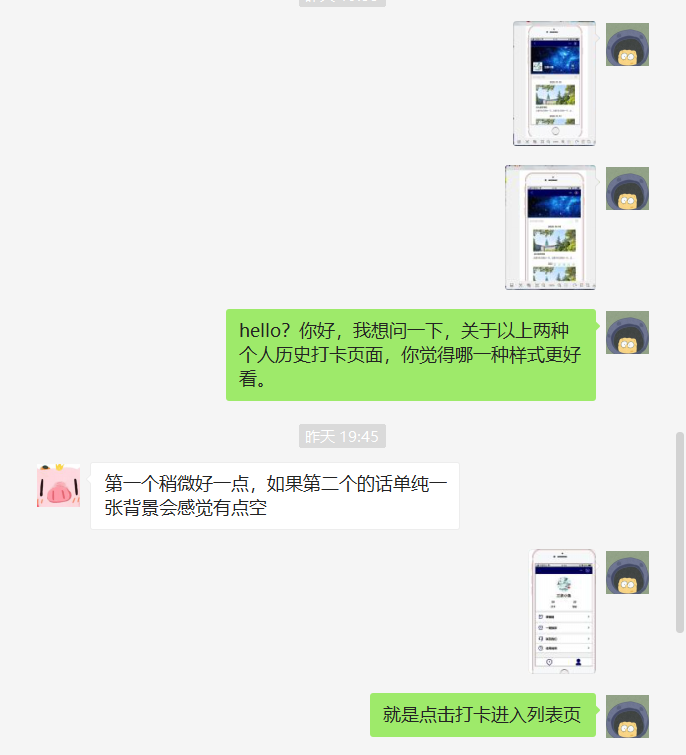 hello？你好，我想问一下，关于以上两种
个人历史打卡页面，你觉得哪一种样式更好
看。
昨天 19:45
第一个稍微好一点，如果第二个的话单纯一
张背景会感觉有点空
就是点击打卡进入列表页